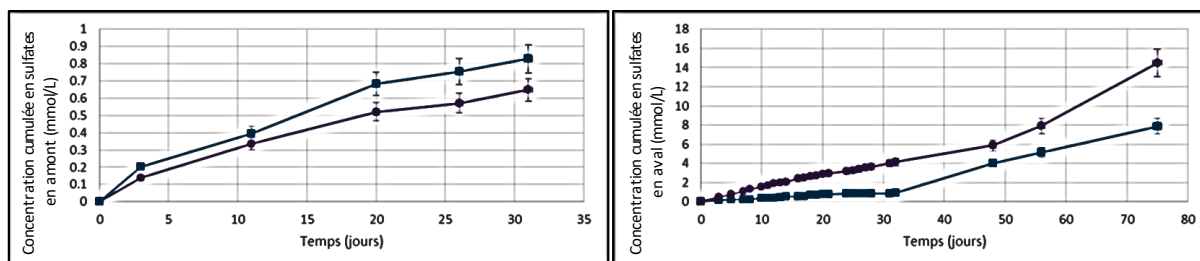 Concentration cumulée en sulfates
en amont (mmol/L)
1
0.9
0.8
0.7
0.6
0.5
0.4
0.3
0.2
0.1
0
0 5 10 15 20 25 30 35
Temps (jours)
Concentration cumulée en sulfates
en aval (mmol/L)
18
16
14
12
10
8
6
4
2
0
0 10 20 30 40 50 60 70 80
Temps (jours)